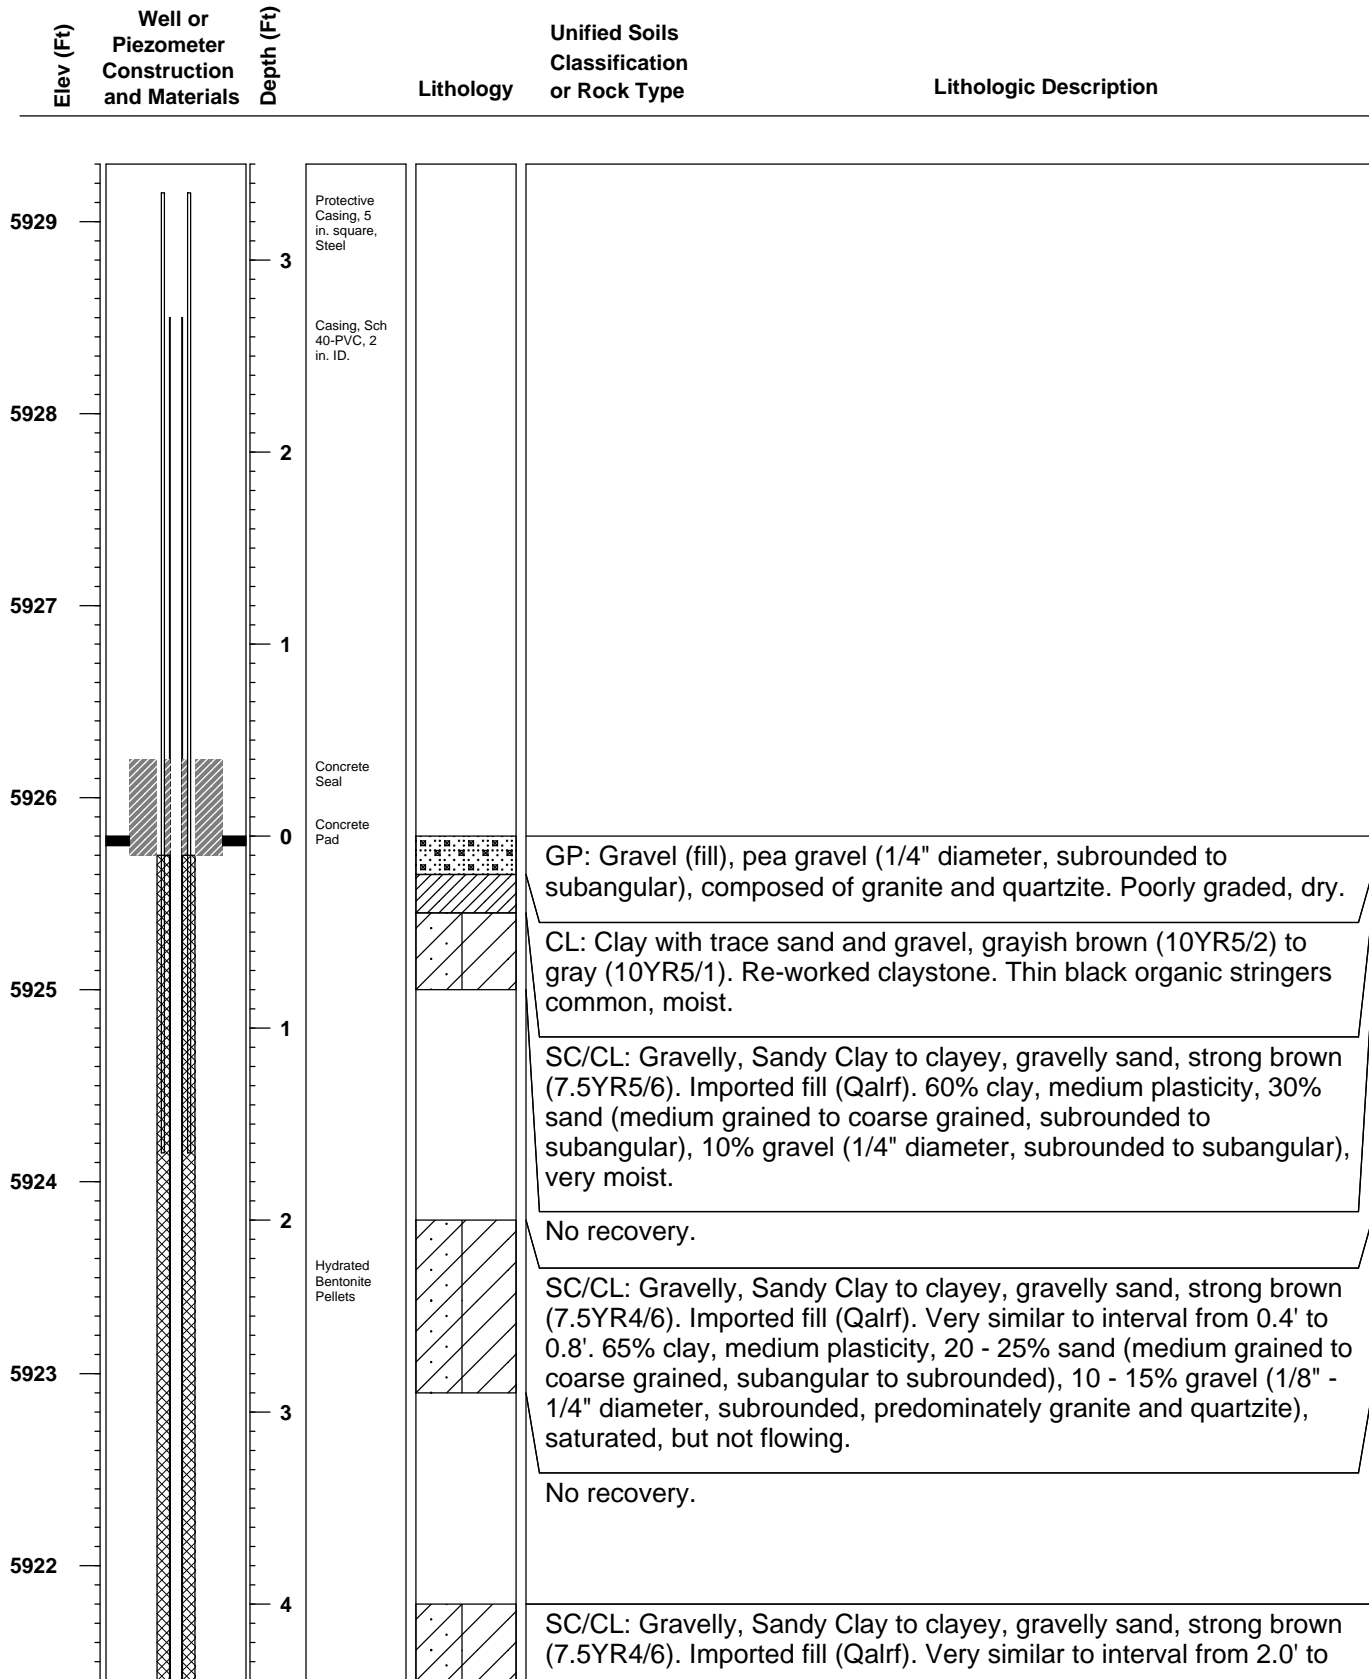 Elev (Ft)
Well or
Piezometer
Construction
and Materials
Depth (Ft)
Lithology
Unified Soils
Classification
or Rock Type
Lithologic Description
5929
5928
5927
5926
5925
5924
5923
5922
3
2
1
0
1
2
3
4
Protective
Casing, 5
in. square,
Steel
Casing, Sch
40-PVC, 2
in. ID.
Concrete
Seal
Concrete
Pad
Hydrated
Bentonite
Pellets
GP: Gravel (fill), pea gravel (1/4" diameter, subrounded to
subangular), composed of granite and quartzite. Poorly graded, dry.
CL: Clay with trace sand and gravel, grayish brown (10YR5/2) to
gray (10YR5/1). Re-worked claystone. Thin black organic stringers
common, moist.
SC/CL: Gravelly, Sandy Clay to clayey, gravelly sand, strong brown
(7.5YR5/6). Imported fill (Qalrf). 60% clay, medium plasticity, 30%
sand (medium grained to coarse grained, subrounded to
subangular), 10% gravel (1/4" diameter, subrounded to subangular),
very moist.
No recovery.
SC/CL: Gravelly, Sandy Clay to clayey, gravelly sand, strong brown
(7.5YR4/6). Imported fill (Qalrf). Very similar to interval from 0.4' to
0.8'. 65% clay, medium plasticity, 20 - 25% sand (medium grained to
coarse grained, subangular to subrounded), 10 - 15% gravel (1/8" -
1/4" diameter, subrounded, predominately granite and quartzite),
saturated, but not flowing.
No recovery.
SC/CL: Gravelly, Sandy Clay to clayey, gravelly sand, strong brown
(7.5YR4/6). Imported fill (Qalrf). Very similar to interval from 2.0' to